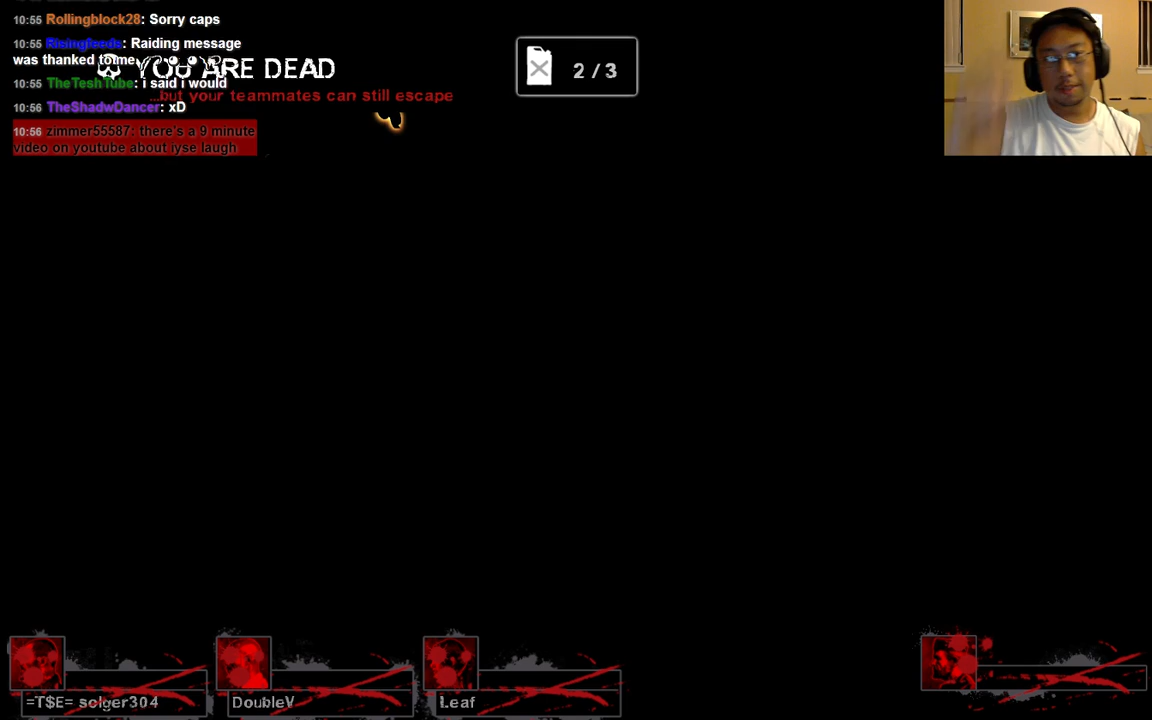 10:55 Rollingblock28: Sorry caps
10:55 Risingfeeds: Raiding message
was thanked to me.
YOU ARE DEAD
2 / 3
10:55 TheTeshTube: i said i would
...but your teammates can still escape
10:56 TheShadwDancer: xD
10:56 zimmer55587: there's a 9 minute
video on youtube about iyse laugh
=T$E= solger304
DoubleV
Leaf